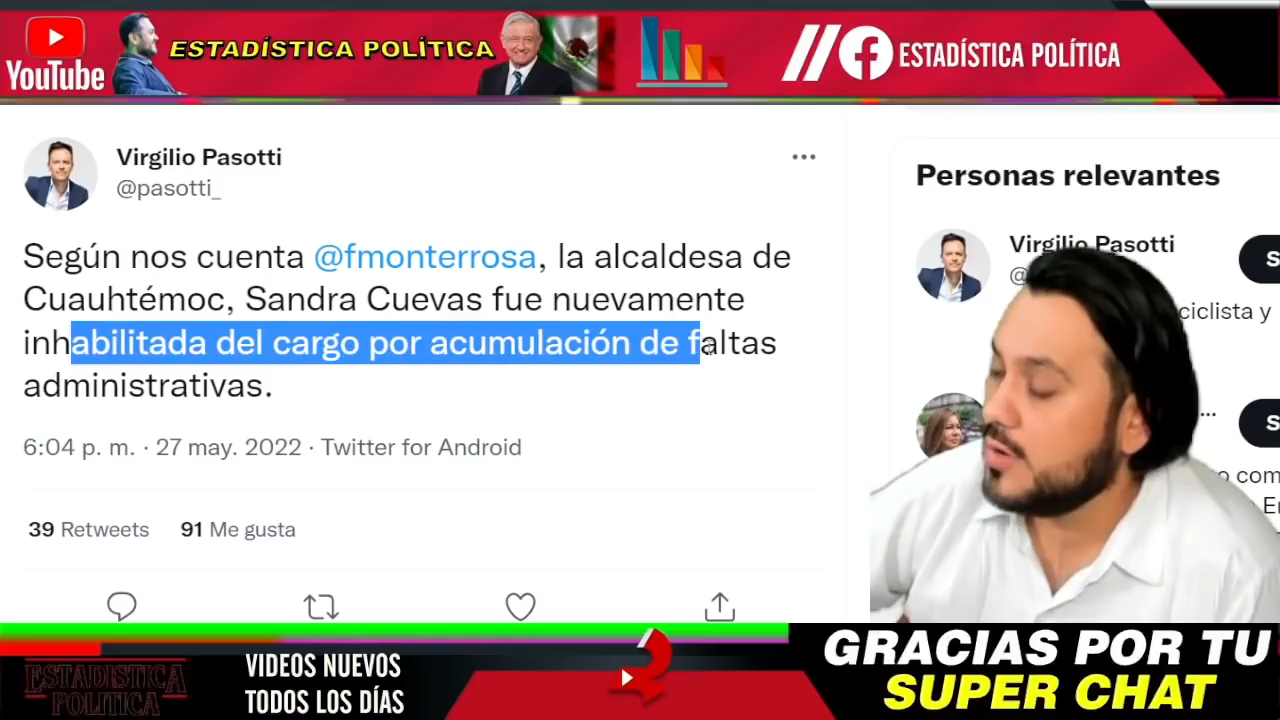 YouTube
ESTADÍSTICA POLÍTICA
ESTADÍSTICA POLÍTICA
Virgilio Pasotti
@pasotti_
Según nos cuenta @fmonterrosa, la alcaldesa de
Cuauhtémoc, Sandra Cuevas fue nuevamente
inhabilitada del cargo por acumulación de faltas
administrativas.
6:04 p. m. · 27 may. 2022 · Twitter for Android
39 Retweets 91 Me gusta
Personas relevantes
Virgilio Pasotti
@
S
ciclista y
...
S
o com
E
ESTADÍSTICA
POLÍTICA
VIDEOS NUEVOS
TODOS LOS DÍAS
GRACIAS POR TU
SUPER CHAT